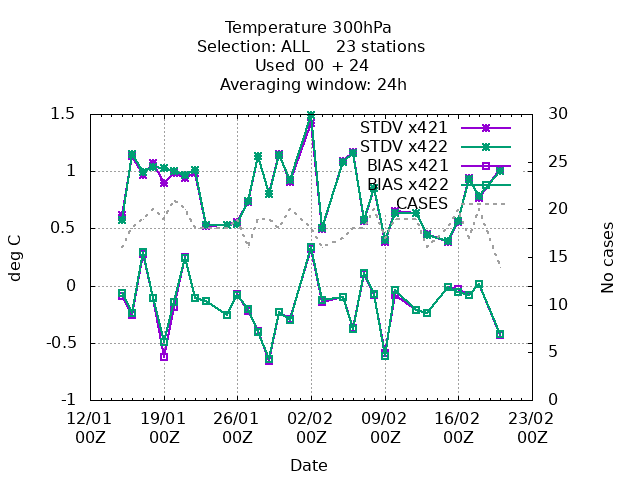 Temperature 300hPa
Selection: ALL 23 stations
Used 00 + 24
Averaging window: 24h
1.5
1
0.5
0
-0.5
-1
deg C
30
25
20
15
10
5
0
No cases
STDV x421
STDV x422
BIAS x421
BIAS x422
CASES
12/01 19/01 26/01 02/02 09/02 16/02 23/02
00Z 00Z 00Z 00Z 00Z 00Z 00Z
Date